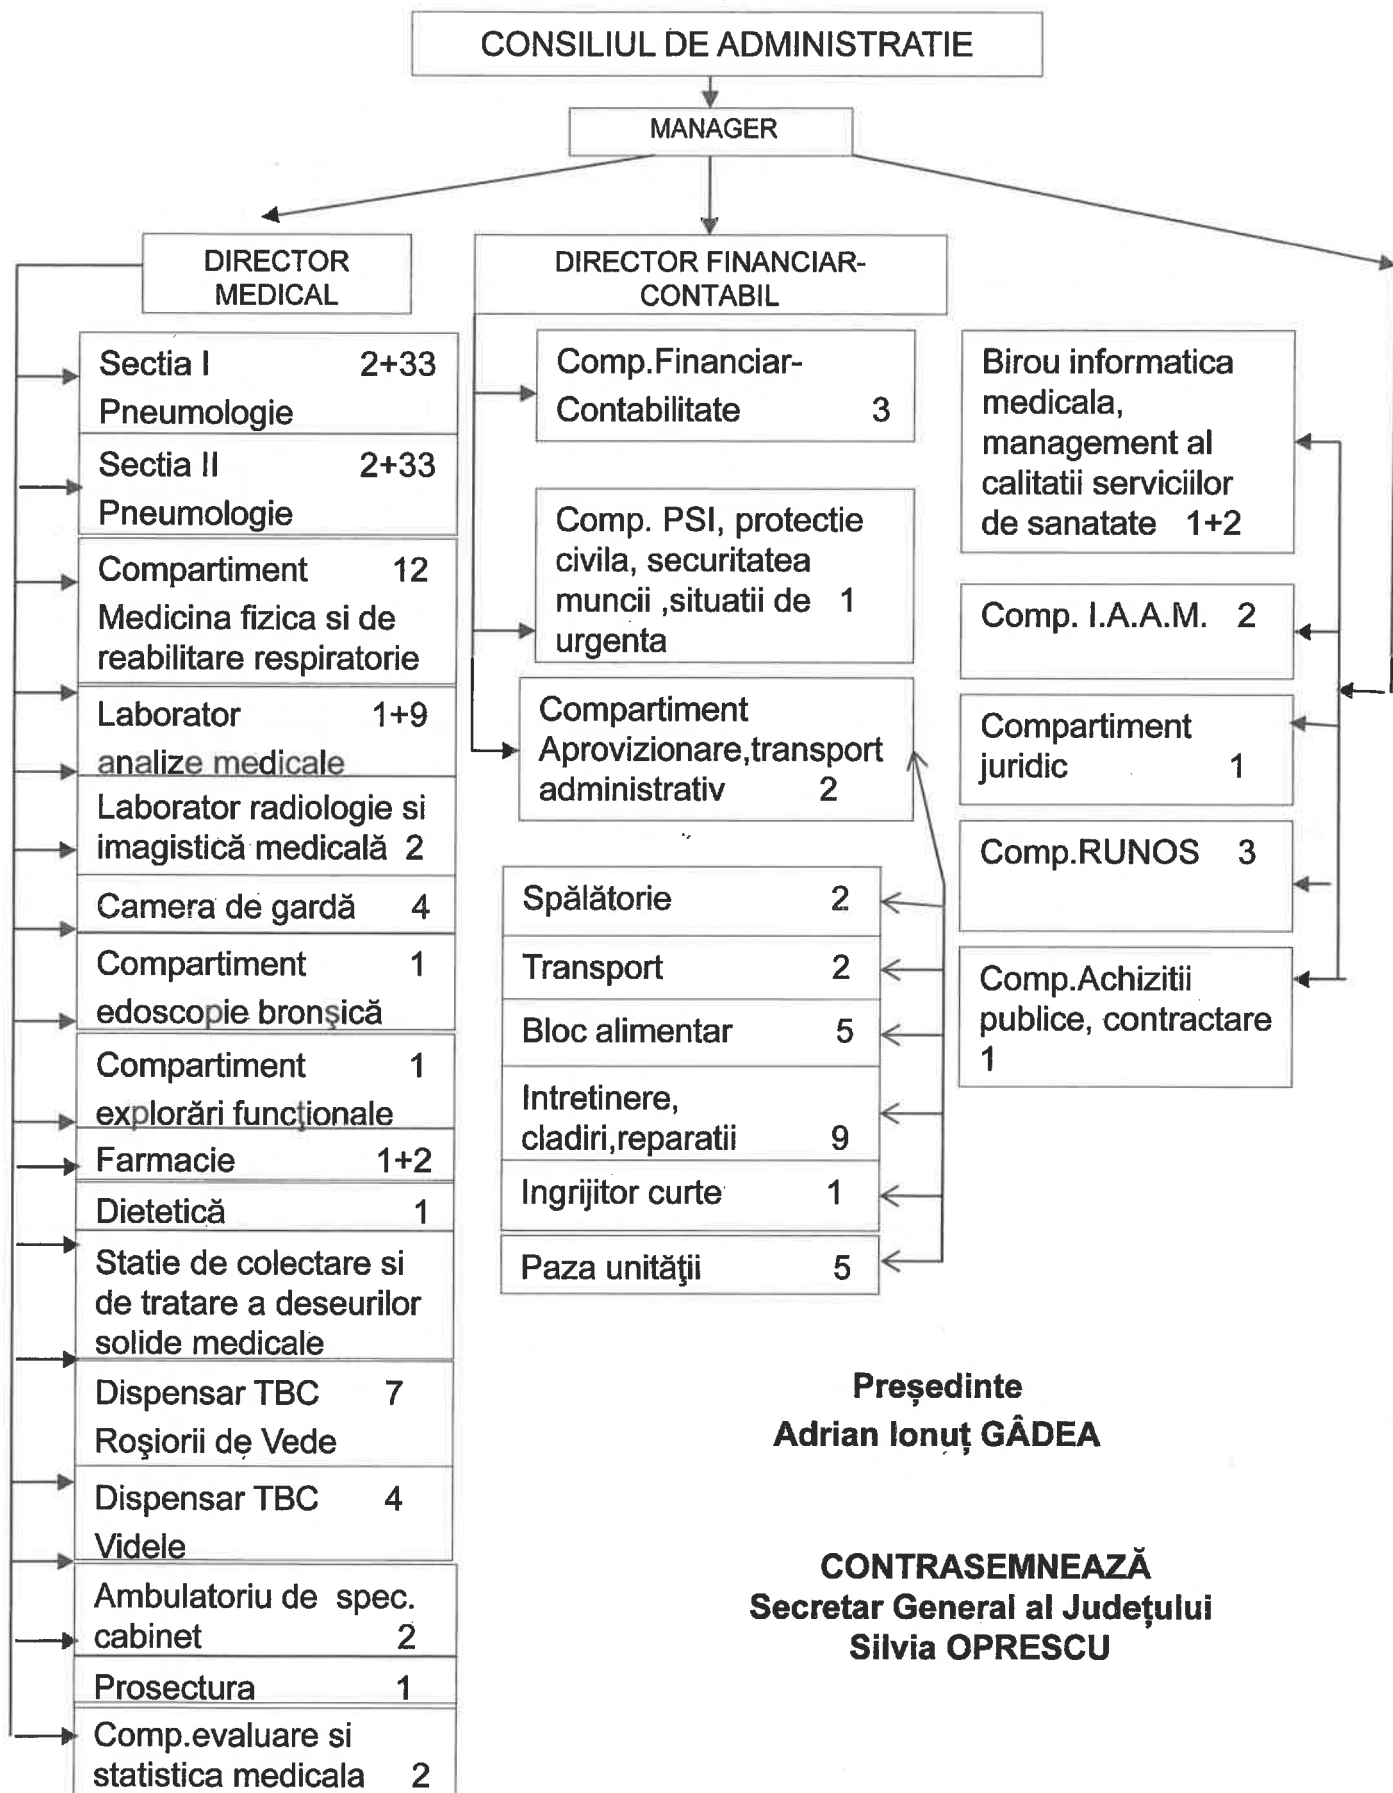 CONSILIUL DE ADMINISTRATIE
MANAGER
DIRECTOR
MEDICAL
DIRECTOR FINANCIAR-
CONTABIL
Sectia I 2+33
Pneumologie
Sectia II 2+33
Pneumologie
Compartiment 12
Medicina fizica si de
reabilitare respiratorie
Laborator 1+9
analize medicale
Laborator radiologie si
imagistică medicală 2
Camera de gardă 4
Compartiment 1
edoscopie bronşică
Compartiment 1
explorări funcţionale
Farmacie 1+2
Dietetică 1
Statie de colectare si
de tratare a deseurilor
solide medicale
Dispensar TBC 7
Roşiorii de Vede
Dispensar TBC 4
Videle
Ambulatoriu de spec.
cabinet 2
Prosectura 1
Comp.evaluare si
statistica medicala 2
Comp.Financiar-
Contabilitate 3
Comp. PSI, protectie
civila, securitatea
muncii ,situatii de 1
urgenta
Compartiment
Aprovizionare,transport
administrativ 2
Spălătorie 2
Transport 2
Bloc alimentar 5
Intretinere,
cladiri,reparatii 9
Ingrijitor curte 1
Paza unităţii 5
Birou informatica
medicala,
management al
calitatii serviciilor
de sanatate 1+2
Comp. I.A.A.M. 2
Compartiment
juridic 1
Comp.RUNOS 3
Comp.Achizitii
publice, contractare
1
Președinte
Adrian Ionuț GÂDEA
CONTRASEMNEAZĂ
Secretar General al Județului
Silvia OPRESCU